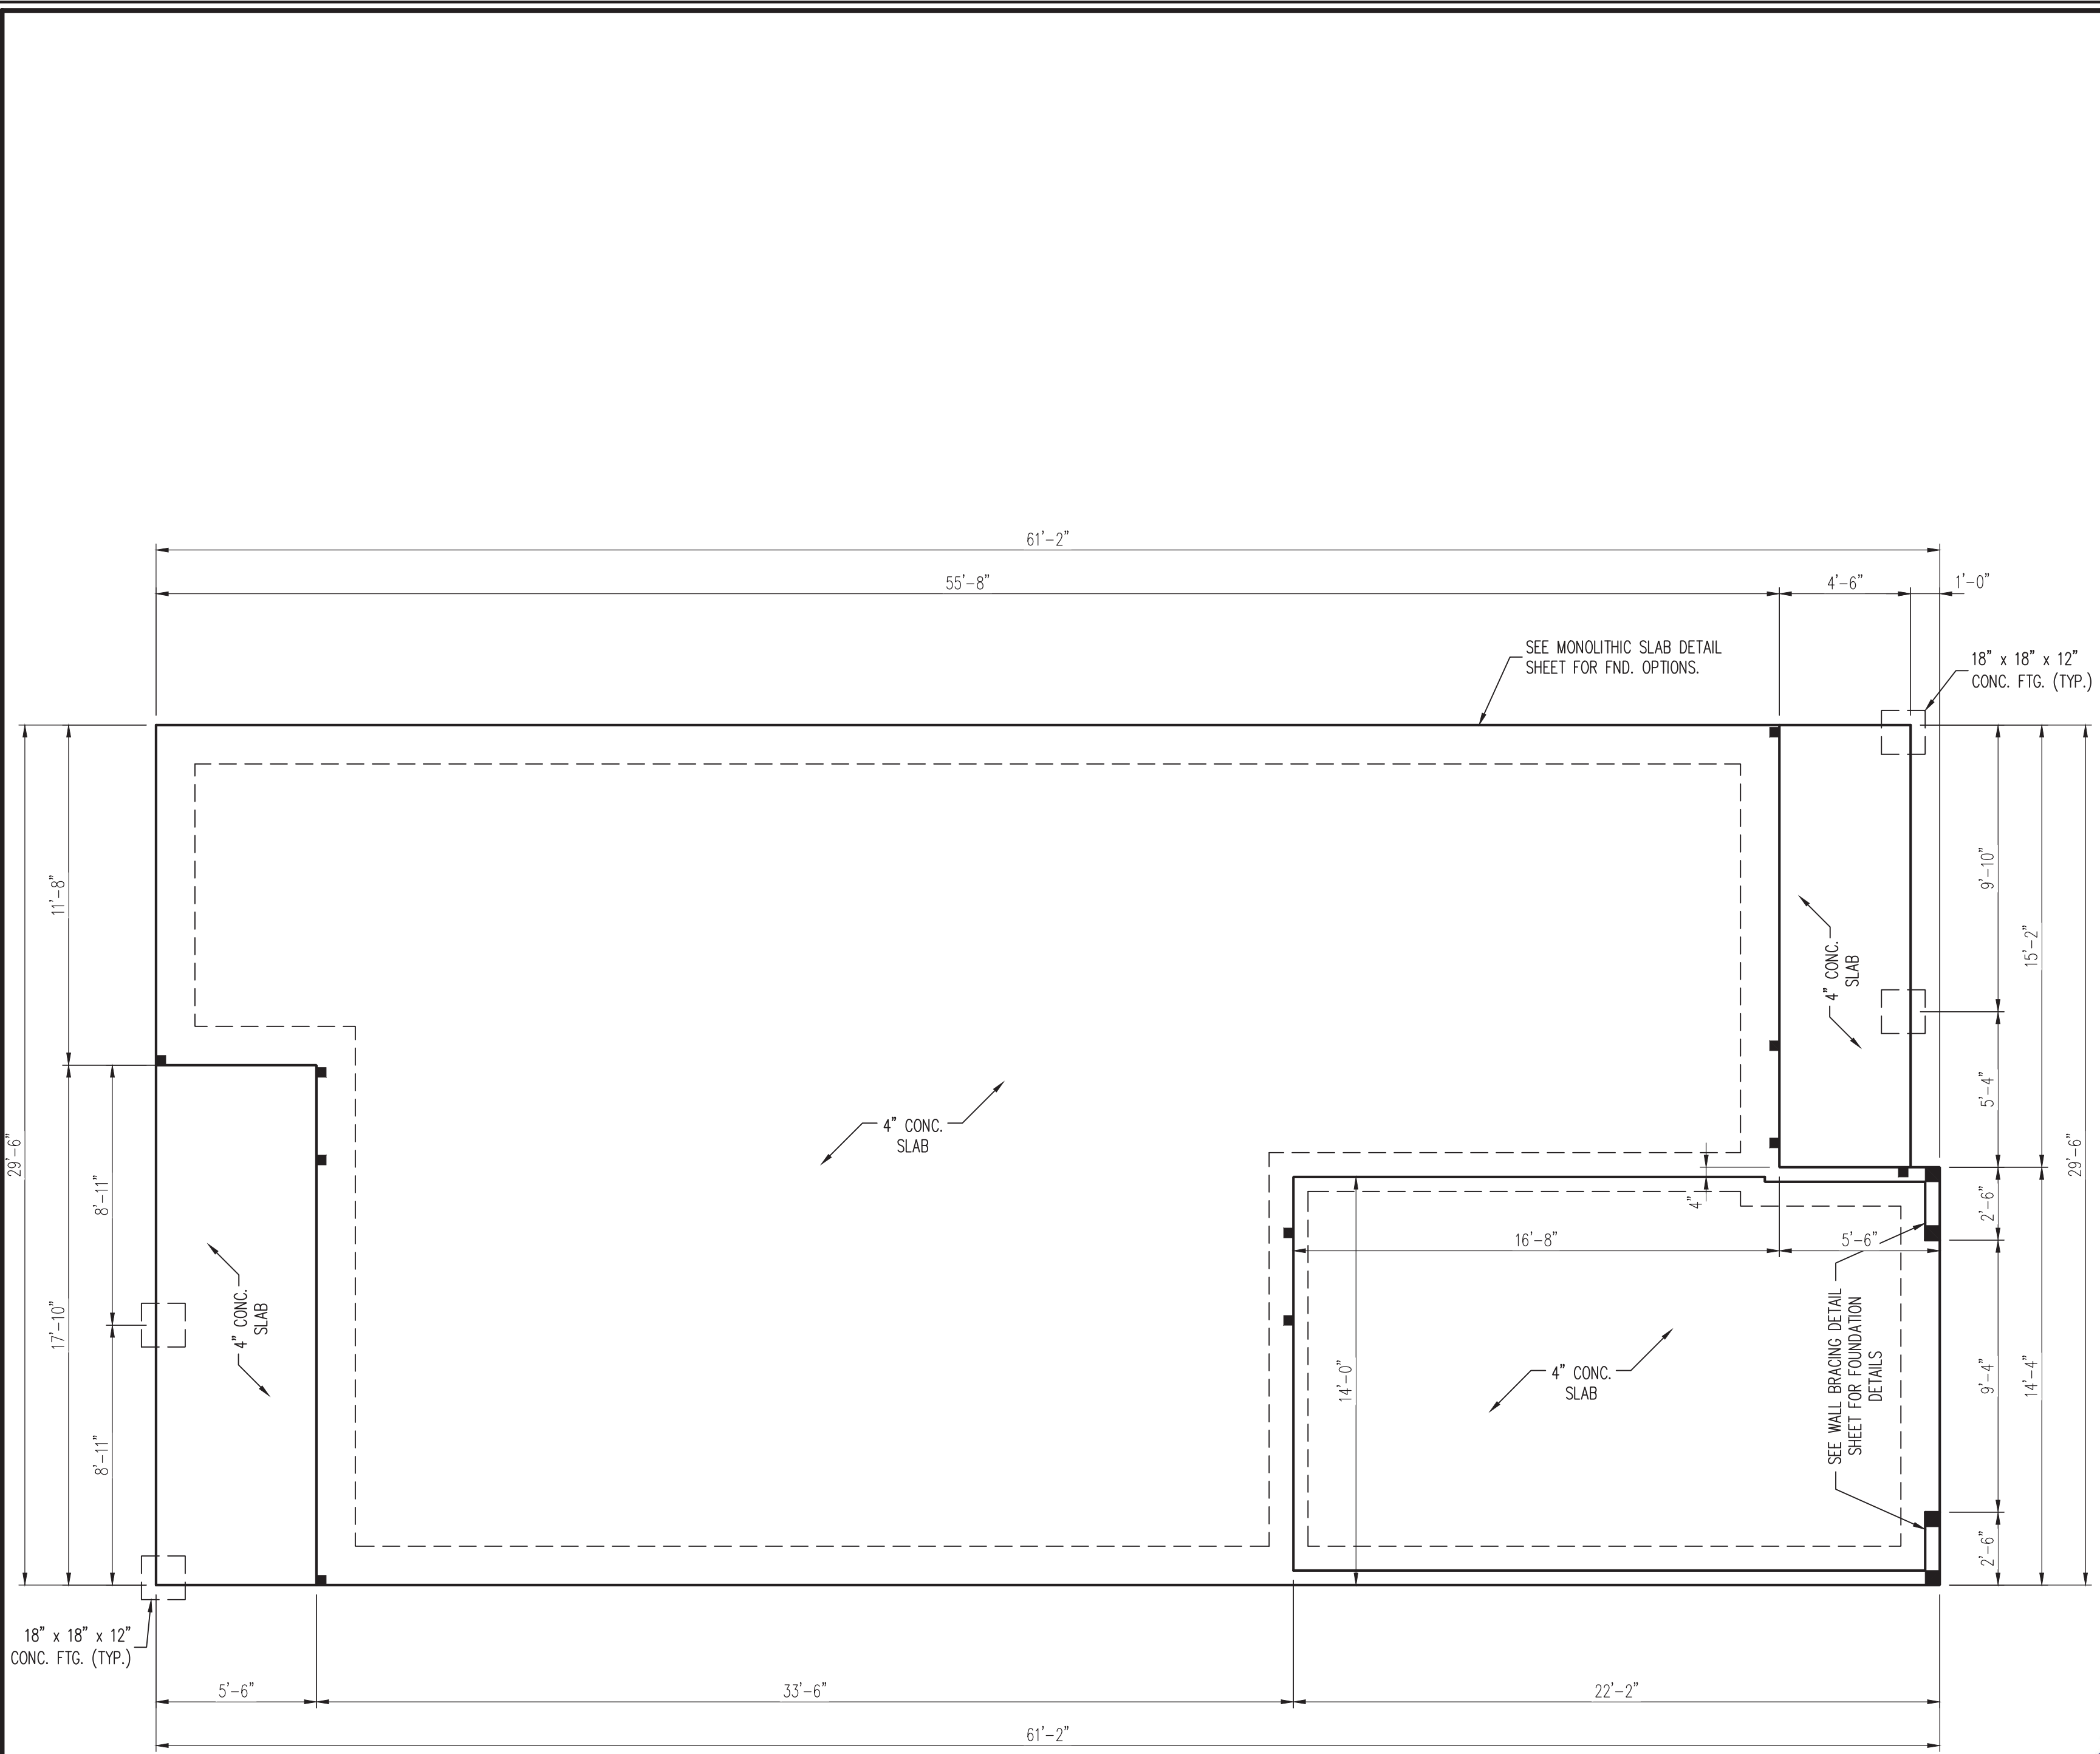 61'-2"
55'-8"
4'-6"
1'-0"
SEE MONOLITHIC SLAB DETAIL
SHEET FOR FND. OPTIONS.
18" x 18" x 12"
CONC. FTG. (TYP.)
11'-8"
9'-10"
15'-2"
4" CONC.
SLAB
29'-6"
8'-11"
4" CONC.
SLAB
5'-4"
29'-6"
4"
2'-6"
16'-8"
5'-6"
17'-10"
4" CONC.
SLAB
14'-0"
4" CONC.
SLAB
SEE WALL BRACING DETAIL
SHEET FOR FOUNDATION
DETAILS
9'-4"
14'-4"
8'-11"
2'-6"
18" x 18" x 12"
CONC. FTG. (TYP.)
5'-6"
33'-6"
22'-2"
61'-2"